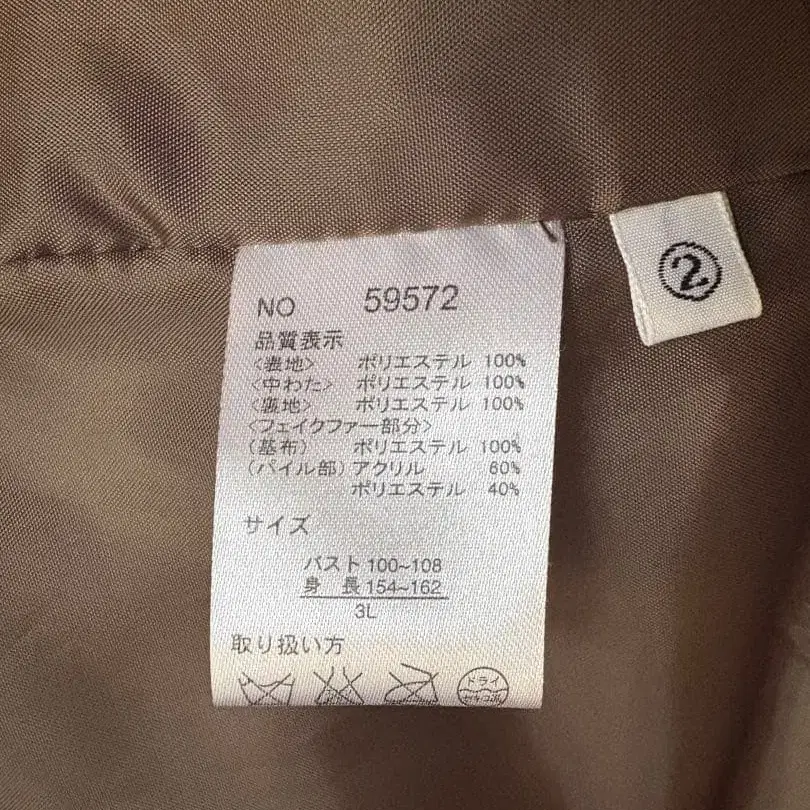 NO 59572
品質表示
〈表地〉 ポリエステル 100%
〈中わた〉 ポリエステル 100%
〈裏地〉 ポリエステル 100%
〈フェイクファー部分〉
(基布) ポリエステル 100%
(パイル部) アクリル 60%
ポリエステル 40%
サイズ
バスト 100~108
身 長 154~162
3L
取り扱い方
ドライ
セキユ系
②